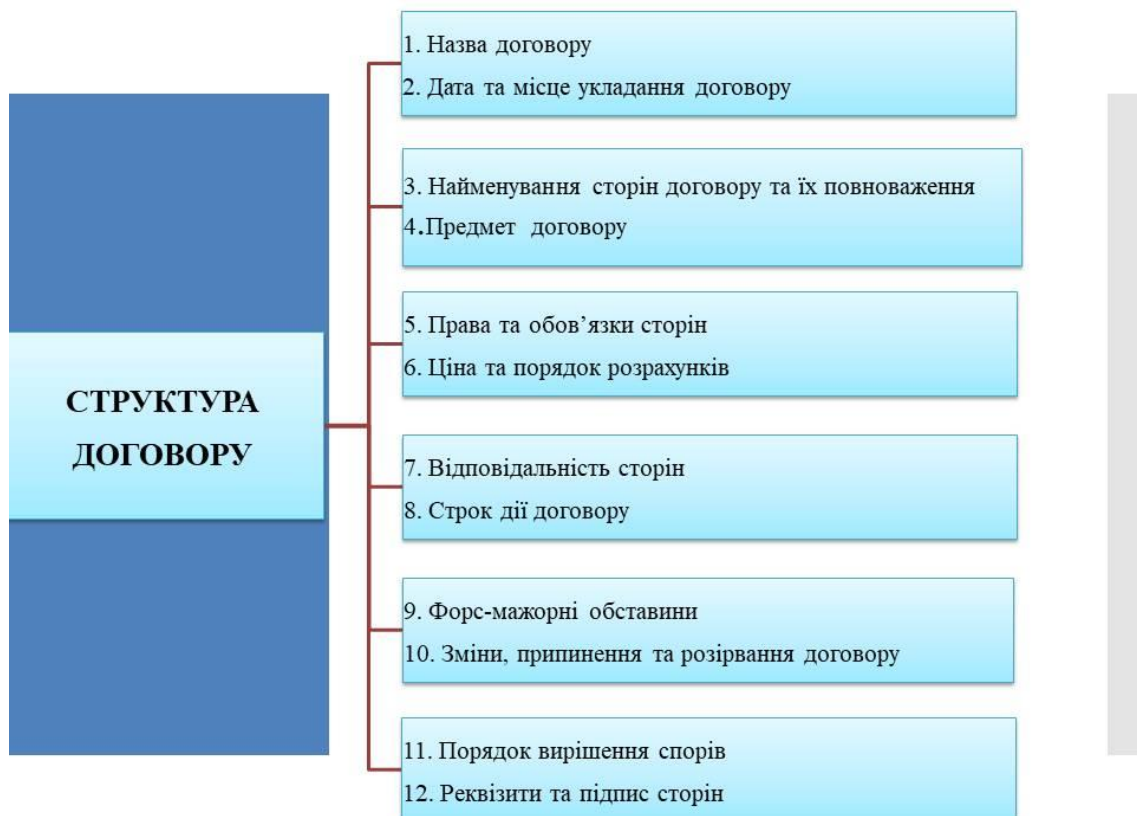 СТРУКТУРА
ДОГОВОРУ
1. Назва договору
2. Дата та місце укладання договору
3. Найменування сторін договору та їх повноваження
4.Предмет договору
5. Права та обов’язки сторін
6. Ціна та порядок розрахунків
7. Відповідальність сторін
8. Строк дії договору
9. Форс-мажорні обставини
10. Зміни, припинення та розірвання договору
11. Порядок вирішення спорів
12. Реквізити та підпис сторін